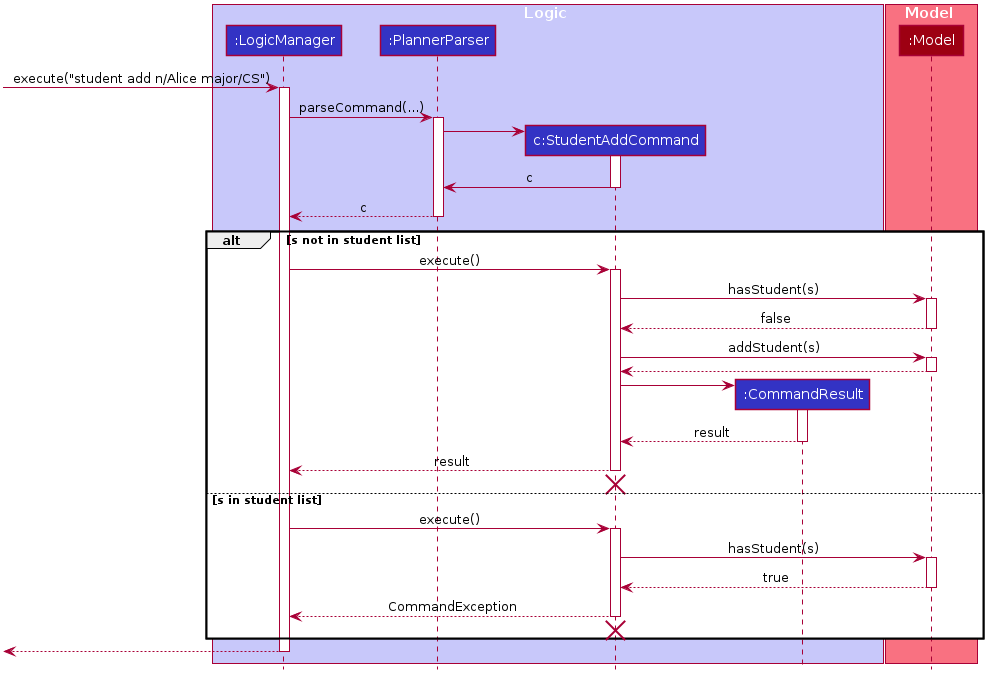 Logic
Model
:LogicManager
:PlannerParser
:Model
execute("student add n/Alice major/CS")
parseCommand(...)
c:StudentAddCommand
c
c
alt
[s not in student list]
execute()
hasStudent(s)
false
addStudent(s)
:CommandResult
result
result
[s in student list]
execute()
hasStudent(s)
true
CommandException